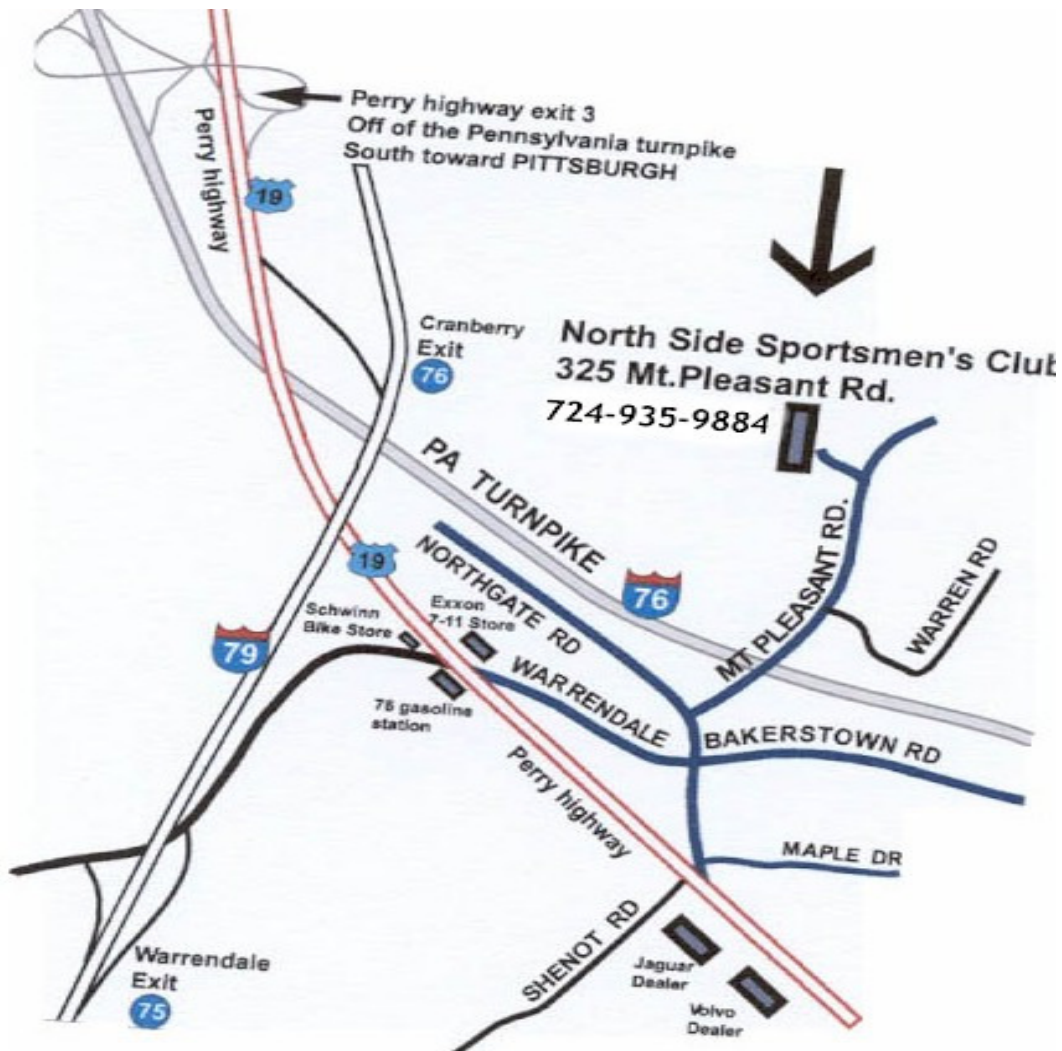 Perry highway exit 3
Off of the Pennsylvania turnpike
South toward PITTSBURGH
Perry highway
19
Cranberry
Exit
76
North Side Sportsmen's Club
325 Mt.Pleasant Rd.
724-935-9884
PA TURNPIKE
76
MT PLEASANT RD.
WARREN RD
19
NORTHGATE RD
Schwinn
Bike Store
Exxon
7-11 Store
79
76 gasoline
station
WARRENDALE BAKERSTOWN RD
Perry highway
MAPLE DR
SHENOT RD
Jaguar
Dealer
Volvo
Dealer
Warrendale
Exit
75